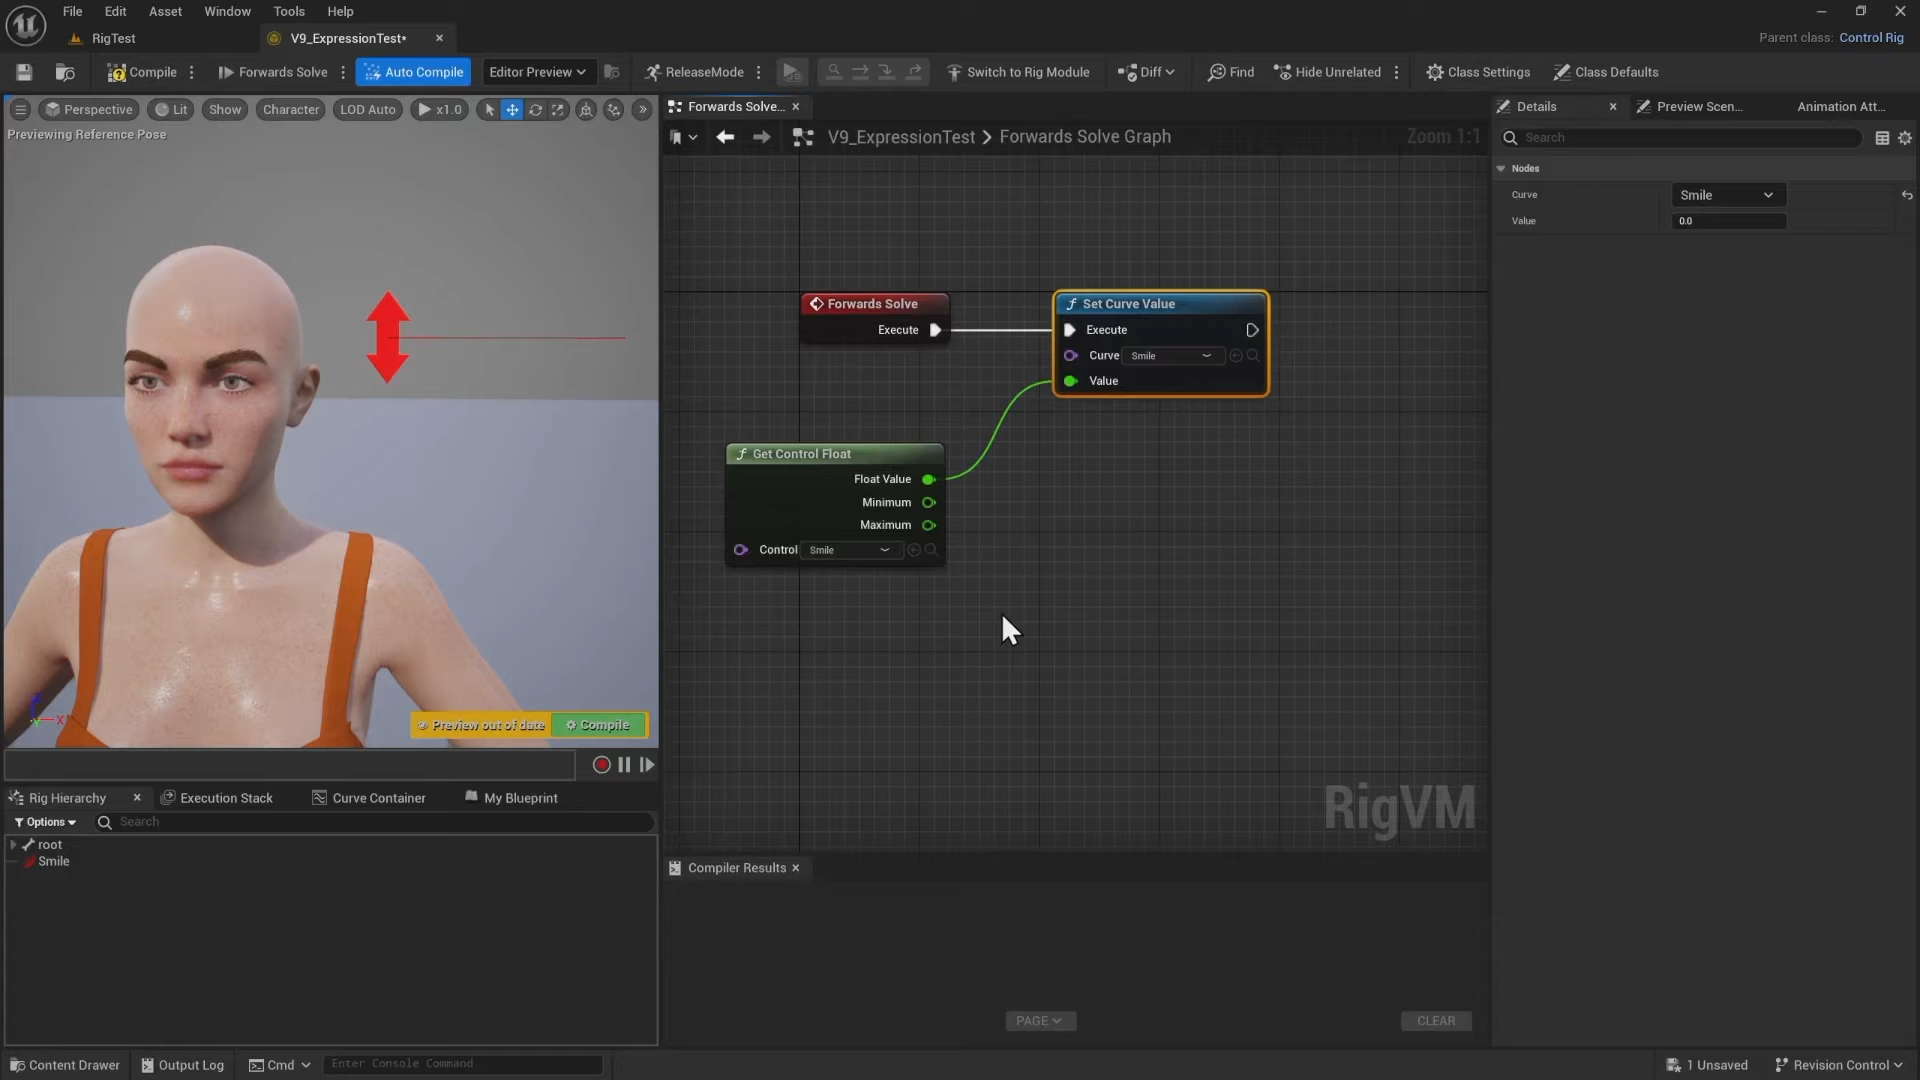 File Edit Asset Window Tools Help
RigTest V9_ExpressionTest•
Parent class: Control Rig
Compile Forwards Solve Auto Compile Editor Preview ReleaseMode Switch to Rig Module Diff Find Hide Unrelated Class Settings Class Defaults
Perspective Lit Show Character LOD Auto x1.0
Previewing Reference Pose
Forwards Solve...
V9_ExpressionTest > Forwards Solve Graph
Zoom 1:1
Details Preview Scen... Animation Att...
Search
Nodes
Curve Smile
Value 0.0
Forwards Solve
Execute
Set Curve Value
Execute
Curve Smile
Value
Get Control Float
Float Value
Minimum
Maximum
Control Smile
X
Preview out of date Compile
RigVM
Rig Hierarchy Execution Stack Curve Container My Blueprint
Options Search
root
Smile
Compiler Results
PAGE CLEAR
Content Drawer Output Log Cmd Enter Console Command
1 Unsaved Revision Control